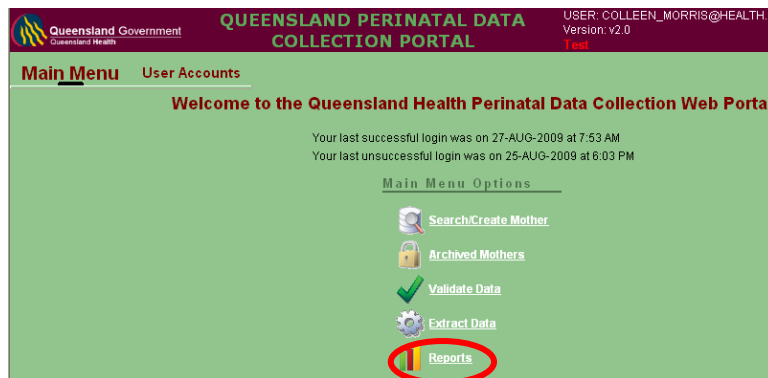 Queensland Government
Queensland Health
QUEENSLAND PERINATAL DATA
COLLECTION PORTAL
USER: COLLEEN_MORRIS@HEALTH.
Version: v2.0
Test
Main Menu User Accounts
Welcome to the Queensland Health Perinatal Data Collection Web Porta
Your last successful login was on 27-AUG-2009 at 7:53 AM
Your last unsuccessful login was on 25-AUG-2009 at 6:03 PM
Main Menu Options
Search/Create Mother
Archived Mothers
Validate Data
Extract Data
Reports